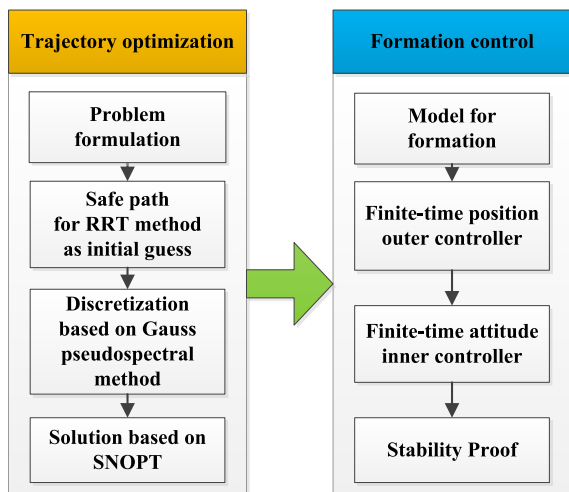 Trajectory optimization
Problem
formulation
Safe path
for RRT method
as initial guess
Discretization
based on Gauss
pseudospectral
method
Solution based on
SNOPT
Formation control
Model for
formation
Finite-time position
outer controller
Finite-time attitude
inner controller
Stability Proof